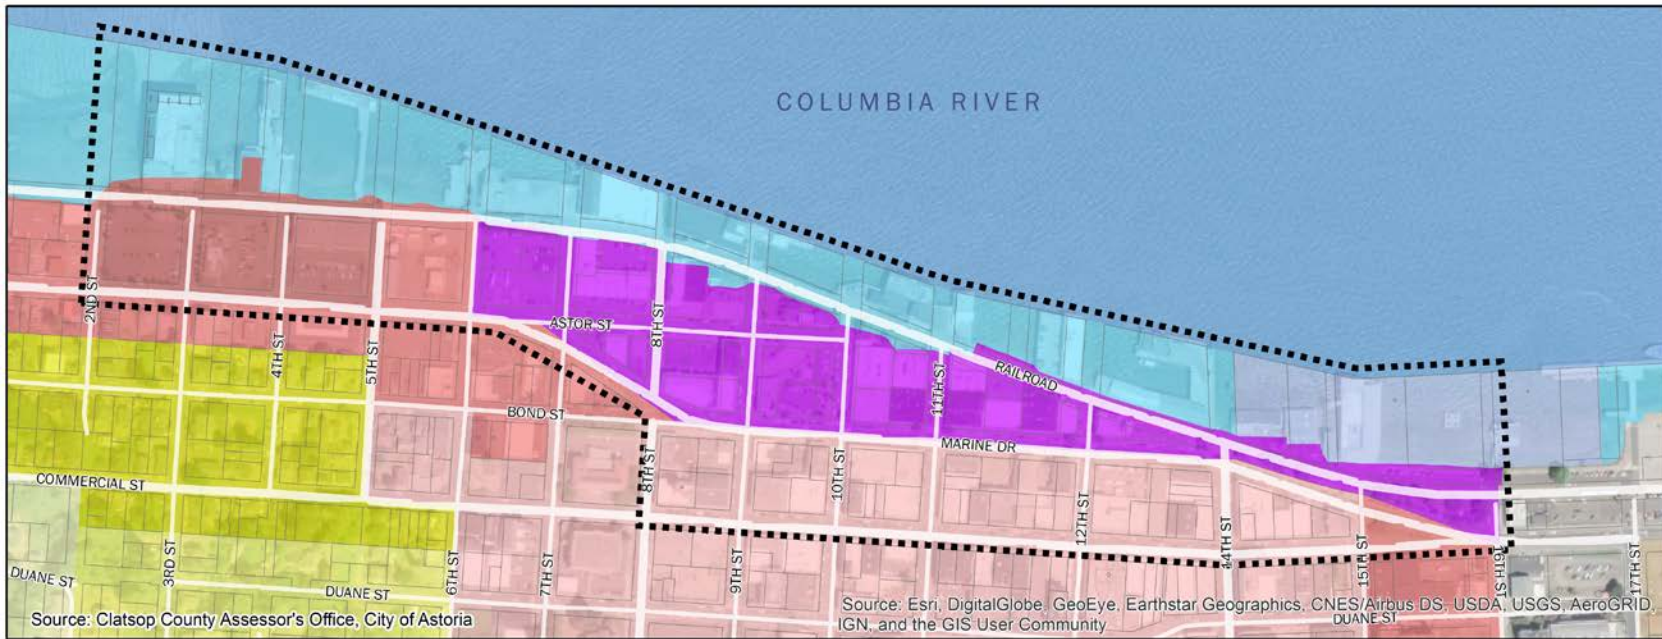 COLUMBIA RIVER
2ND ST
ASTOR ST
8TH ST
4TH ST
5TH ST
RAILROAD
11TH ST
BOND ST
MARINE DR
COMMERCIAL ST
8TH ST
10TH ST
12TH ST
3RD ST
6TH ST
7TH ST
9TH ST
14TH ST
15TH ST
16TH ST
17TH ST
DUANE ST
DUANE ST
DUANE ST
Source: Clatsop County Assessor's Office, City of Astoria
Source: Esri, DigitalGlobe, GeoEye, Earthstar Geographics, CNES/Airbus DS, USDA, USGS, AeroGRID,
IGN, and the GIS User Community